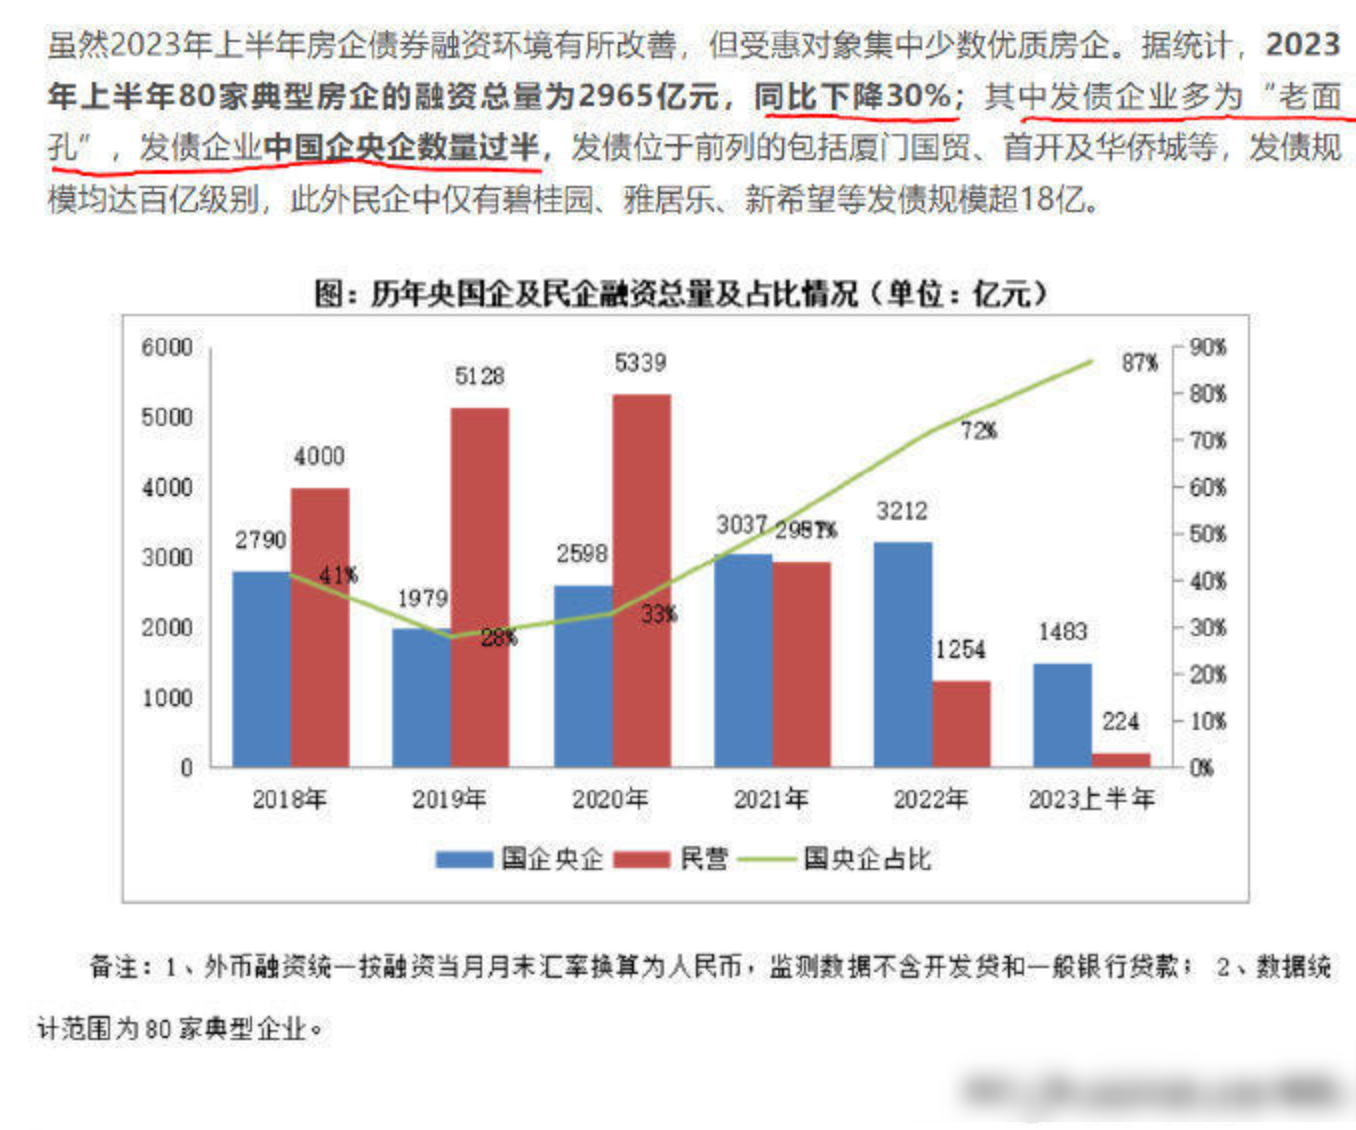 虽然2023年上半年房企债券融资环境有所改善，但受惠对象集中少数优质房企。据统计，2023
年上半年80家典型房企的融资总量为2965亿元，同比下降30%；其中发债企业多为“老面
孔”，发债企业中国企央企数量过半，发债位于前列的包括厦门国贸、首开及华侨城等，发债规
模均达百亿级别，此外民企中仅有碧桂园、雅居乐、新希望等发债规模超18亿。
图：历年央国企及民企融资总量及占比情况（单位：亿元）
6000
5000
4000
3000
2000
1000
0
90%
80%
70%
60%
50%
40%
30%
20%
10%
0%
2790
4000
41%
1979
5128
28%
2598
5339
33%
3037
3212
72%
1254
1483
224
87%
2018年
2019年
2020年
2021年
2022年
2023上半年
国企央企
民营
国央企占比
备注：1、外币融资统一按融资当月月末汇率换算为人民币，监测数据不含开发贷和一般银行贷款； 2、数据统
计范围为80家典型企业。